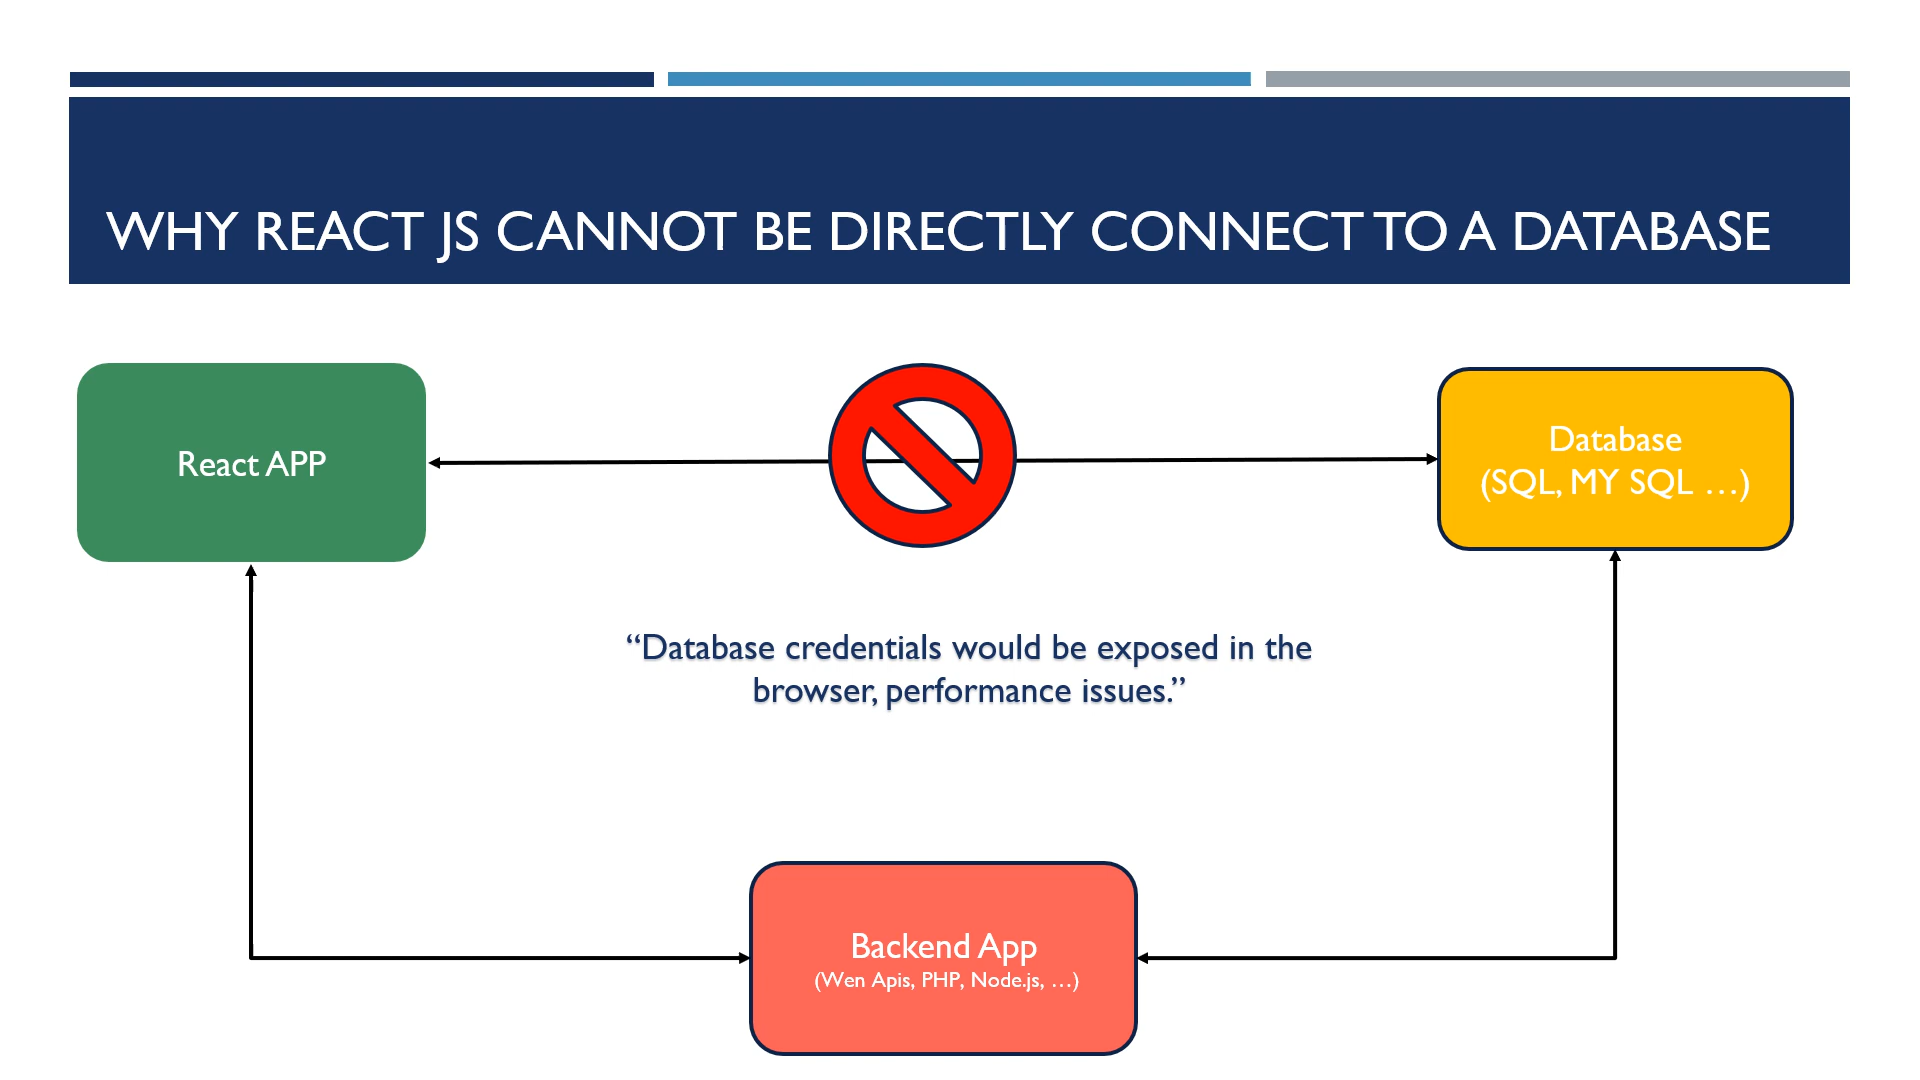 WHY REACT JS CANNOT BE DIRECTLY CONNECT TO A DATABASE
React APP
Database
(SQL, MY SQL …)
“Database credentials would be exposed in the
browser, performance issues.”
Backend App
(Wen Apis, PHP, Node.js, …)